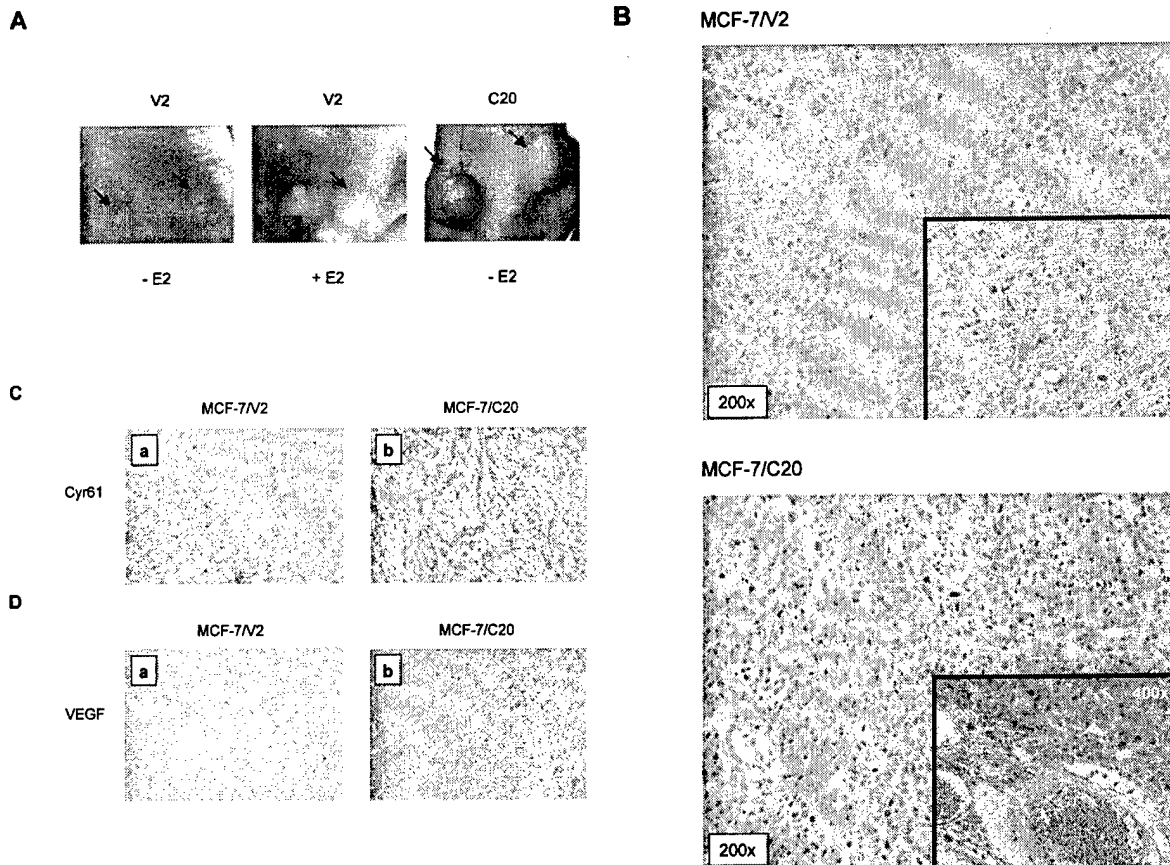 A
V2
V2
C20
- E2
+ E2
- E2
B
MCF-7/V2
200x
MCF-7/C20
400x
200x
C
MCF-7/V2
MCF-7/C20
Cyr61
a
b
D
MCF-7/V2
MCF-7/C20
VEGF
a
b